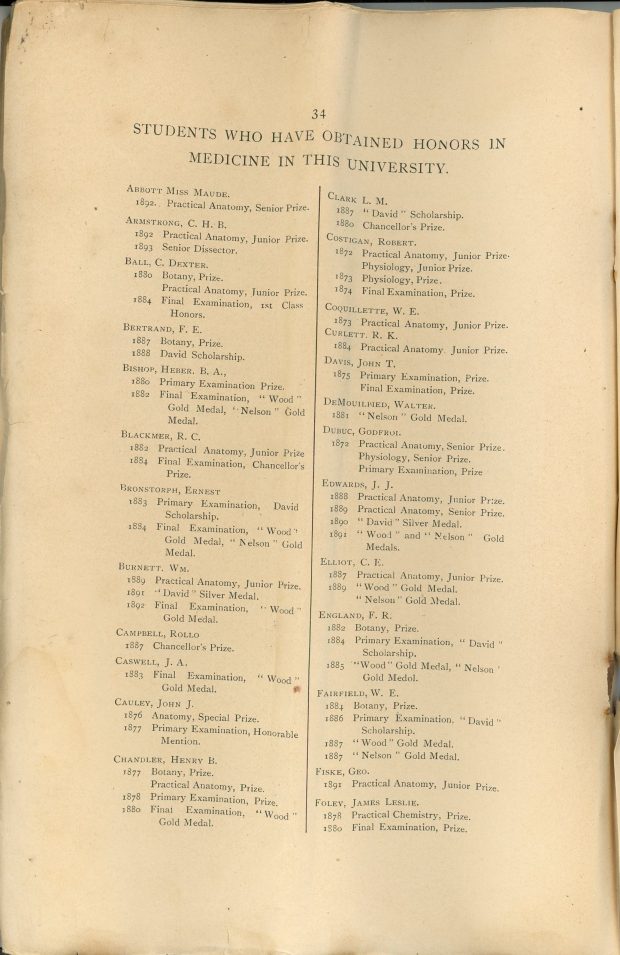 34
STUDENTS WHO HAVE OBTAINED HONORS IN
MEDICINE IN THIS UNIVERSITY.
ABBOTT MISS MAUDE.
1892. Practical Anatomy, Senior Prize.
ARMSTRONG, C. H. B.
1892 Practical Anatomy, Junior Prize.
1893 Senior Dissector.
BALL, C. DEXTER.
1880 Botany, Prize.
Practical Anatomy, Junior Prize.
1884 Final Examination, 1st Class
Honors.
BERTRAND, F. E.
1887 Botany, Prize.
1888 David Scholarship.
BISHOP, HEBER. B. A.,
1880 Primary Examination Prize.
1882 Final Examination, "Wood"
Gold Medal, "Nelson" Gold
Medal.
BLACKMER, R. C.
1882 Practical Anatomy, Junior Prize
1884 Final Examination, Chancellor's
Prize.
BRONSTORPH, ERNEST
1883 Primary Examination, David
Scholarship.
1884 Final Examination, "Wood"
Gold Medal, "Nelson" Gold
Medal.
BURNETT. WM.
1889 Practical Anatomy, Junior Prize.
1891 "David" Silver Medal.
1892 Final Examination, "Wood"
Gold Medal.
CAMPBELL, ROLLO
1887 Chancellor's Prize.
CASWELL, J. A.
1883 Final Examination, "Wood"
Gold Medal.
CAULEY, JOHN J.
1876 Anatomy, Special Prize.
1877 Primary Examination, Honorable
Mention.
CHANDLER, HENRY B.
1877 Botany, Prize.
Practical Anatomy, Prize.
1878 Primary Examination, Prize.
1880 Final Examination, "Wood"
Gold Medal.
CLARK L. M.
1887 "David" Scholarship.
1880 Chancellor's Prize.
COSTIGAN, ROBERT.
1872 Practical Anatomy, Junior Prize.
Physiology, Junior Prize.
1873 Physiology, Prize.
1874 Final Examination, Prize.
COQUILLETTE, W. E.
1873 Practical Anatomy, Junior Prize.
CURLETT. R. K.
1884 Practical Anatomy Junior Prize.
DAVIS, JOHN T.
1875 Primary Examination, Prize.
Final Examination, Prize.
DEMOUILPIED, WALTER.
1881 "Nelson" Gold Medal.
DUBUC, GODFROI.
1872 Practical Anatomy, Senior Prize.
Physiology, Senior Prize.
Primary Examination, Prize
EDWARDS, J. J.
1888 Practical Anatomy, Junior Prize.
1889 Practical Anatomy, Senior Prize.
1890 "David" Silver Medal.
1891 "Wood" and "Nelson" Gold
Medals.
ELLIOT, C. E.
1887 Practical Anatomy, Junior Prize.
1889 "Wood" Gold Medal.
"Nelson" Gold Medal.
ENGLAND, F. R.
1882 Botany, Prize.
1884 Primary Examination, "David"
Scholarship.
1885 "Wood" Gold Medal, "Nelson"
Gold Medol.
FAIRFIELD, W. E.
1884 Botany, Prize.
1886 Primary Examination. "David"
Scholarship.
1887 "Wood" Gold Medal.
1887 "Nelson" Gold Medal.
FISKE, GEO.
1891 Practical Anatomy, Junior Prize.
FOLEY, JAMES LESLIE.
1878 Practical Chemistry, Prize.
1880 Final Examination, Prize.